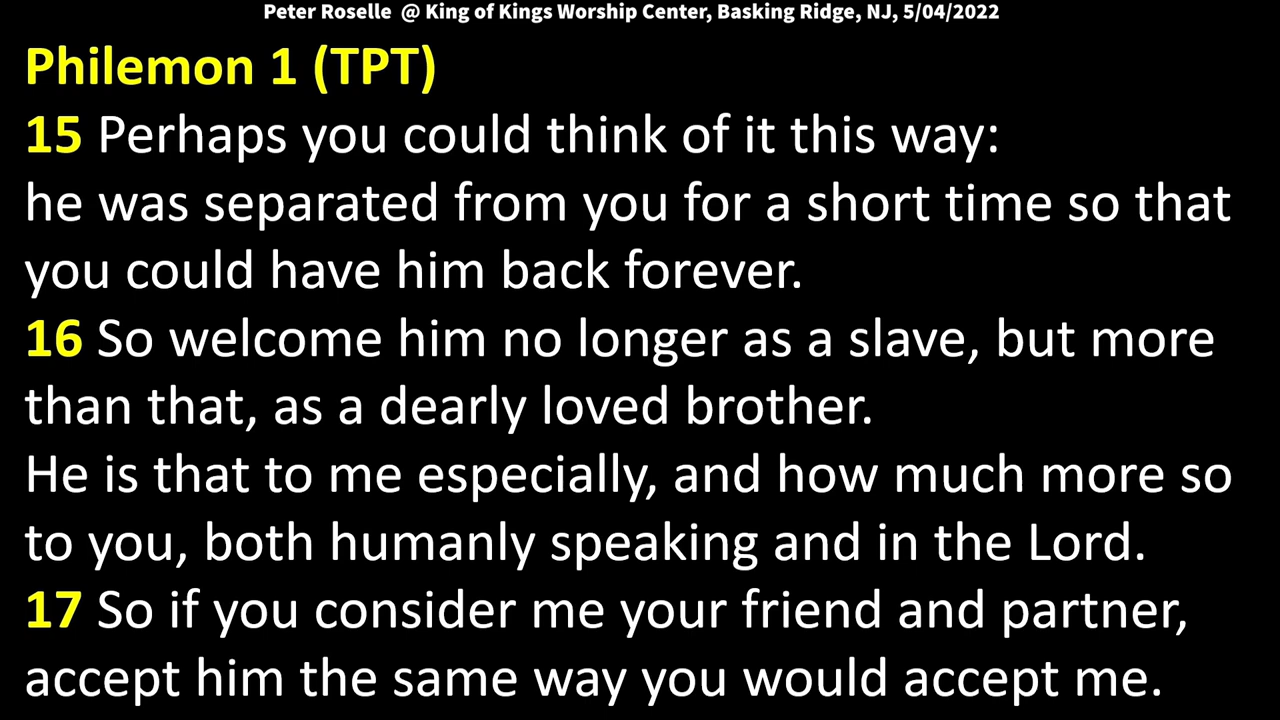 Peter Roselle @ King of Kings Worship Center, Basking Ridge, NJ, 5/04/2022
Philemon 1 (TPT)
15 Perhaps you could think of it this way:
he was separated from you for a short time so that
you could have him back forever.
16 So welcome him no longer as a slave, but more
than that, as a dearly loved brother.
He is that to me especially, and how much more so
to you, both humanly speaking and in the Lord.
17 So if you consider me your friend and partner,
accept him the same way you would accept me.